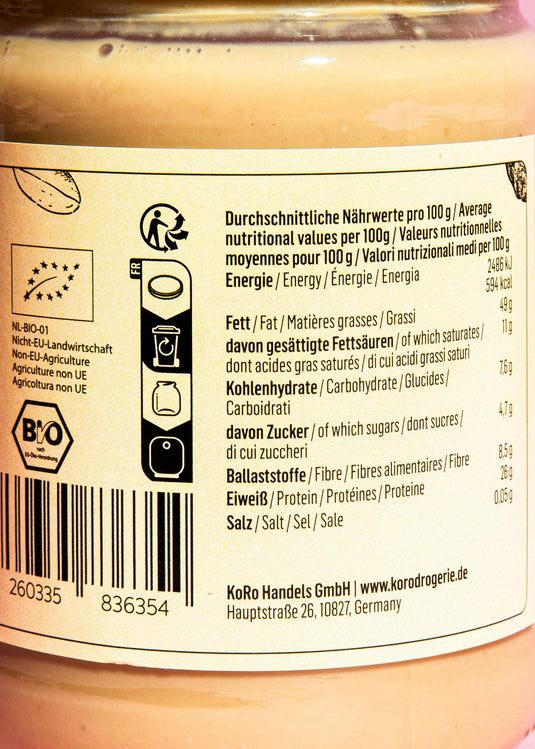 Durchschnittliche Nährwerte pro 100 g / Average
nutritional values per 100g / Valeurs nutritionnelles
moyennes pour 100 g / Valori nutrizionali medi per 100 g
Energie / Energy / Énergie / Energia 2486 kJ
594 kcal
Fett / Fat / Matières grasses / Grassi 49 g
davon gesättigte Fettsäuren / of which saturates / 11 g
dont acides gras saturés / di cui acidi grassi saturi
Kohlenhydrate / Carbohydrate / Glucides / 7,6 g
Carboidrati
davon Zucker / of which sugars / dont sucres / 4,7 g
di cui zuccheri
Ballaststoffe / Fibre / Fibres alimentaires / Fibre 8,5 g
Eiweiß / Protein / Protéines / Proteine 26 g
Salz / Salt / Sel / Sale 0,05 g
KoRo Handels GmbH | www.korodrogerie.de
Hauptstraße 26, 10827, Germany
FR
NL-BIO-01
Nicht-EU-Landwirtschaft
Non-EU-Agriculture
Agriculture non UE
Agricoltura non UE
BIO
nach
EG-Öko-Verordnung
260335 836354